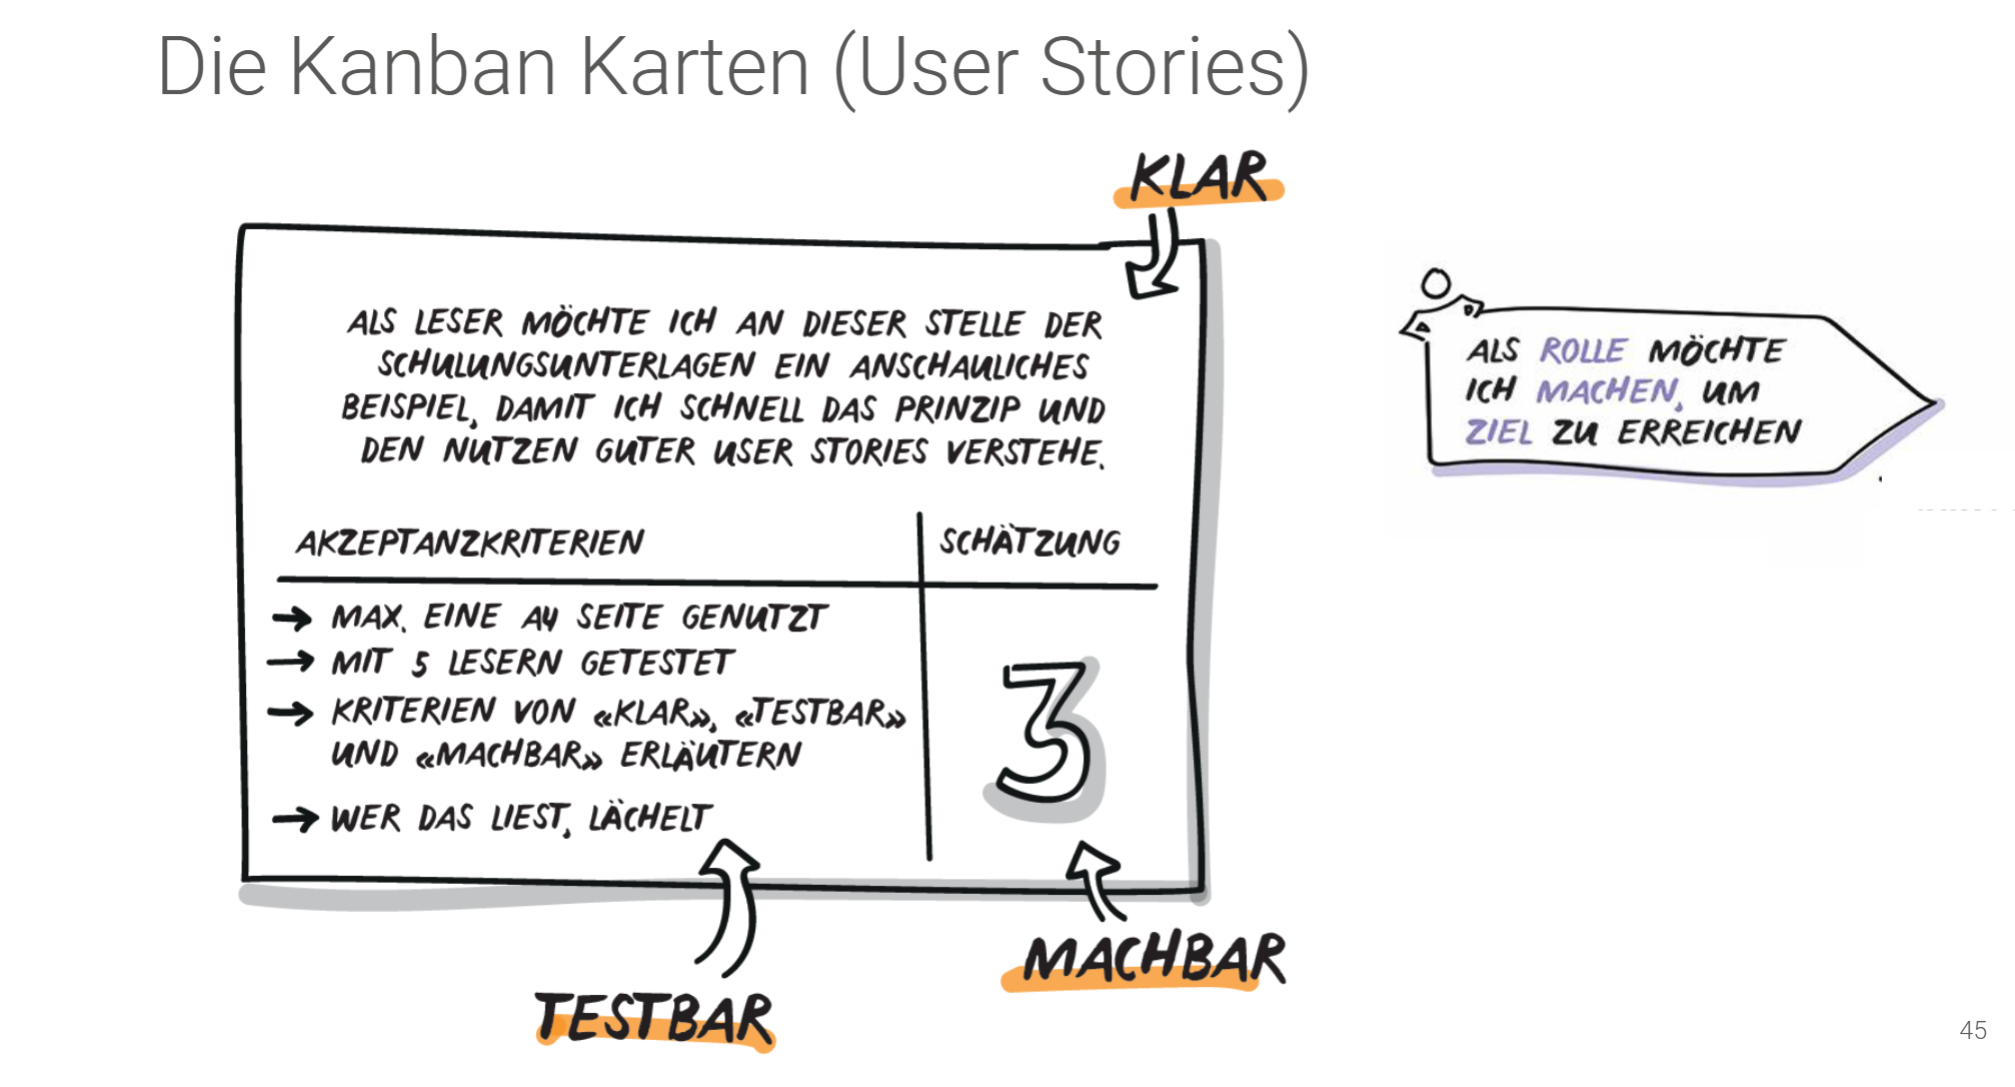 Die Kanban Karten (User Stories)
KLAR
ALS LESER MÖCHTE ICH AN DIESER STELLE DER
SCHULUNGSUNTERLAGEN EIN ANSCHAULICHES
BEISPIEL, DAMIT ICH SCHNELL DAS PRINZIP UND
DEN NUTZEN GUTER USER STORIES VERSTEHE.
AKZEPTANZKRITERIEN
→ MAX. EINE A4 SEITE GENUTZT
→ MIT 5 LESERN GETESTET
→ KRITERIEN VON «KLAR», «TESTBAR»
UND «MACHBAR» ERLÄUTERN
→ WER DAS LIEST, LÄCHELT
SCHÄTZUNG
3
TESTBAR
MACHBAR
ALS ROLLE MÖCHTE
ICH MACHEN, UM
ZIEL ZU ERREICHEN
45